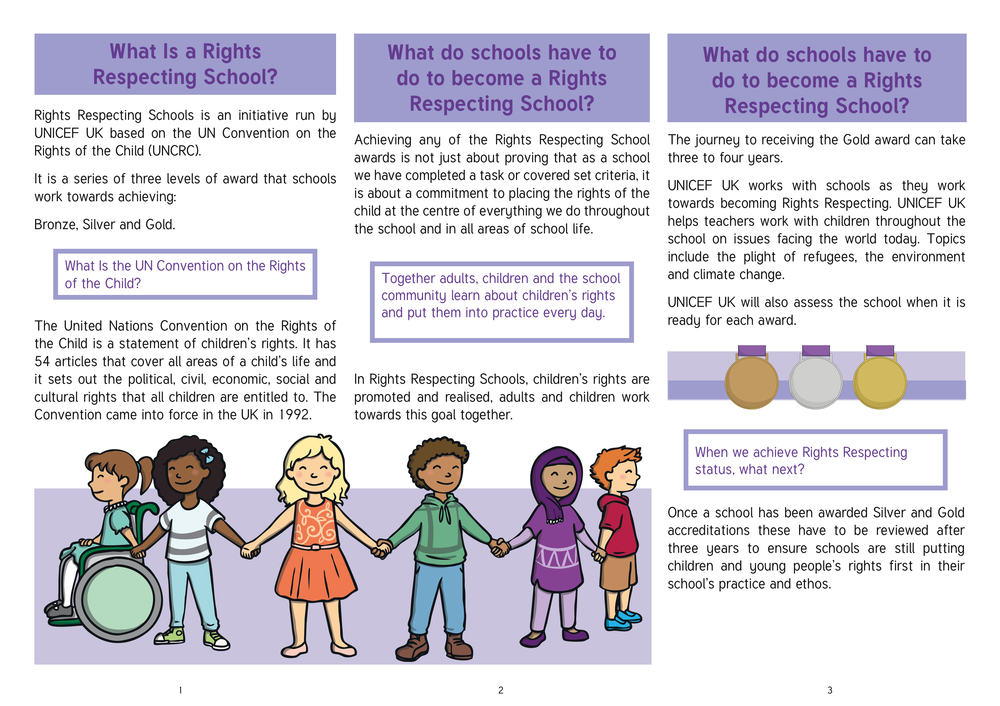 What Is a Rights
Respecting School?
Rights Respecting Schools is an initiative run by
UNICEF UK based on the UN Convention on the
Rights of the Child (UNCRC).
It is a series of three levels of award that schools
work towards achieving:
Bronze, Silver and Gold.
What Is the UN Convention on the Rights
of the Child?
The United Nations Convention on the Rights of
the Child is a statement of children’s rights. It has
54 articles that cover all areas of a child’s life and
it sets out the political, civil, economic, social and
cultural rights that all children are entitled to. The
Convention came into force in the UK in 1992.
1
What do schools have to
do to become a Rights
Respecting School?
Achieving any of the Rights Respecting School
awards is not just about proving that as a school
we have completed a task or covered set criteria, it
is about a commitment to placing the rights of the
child at the centre of everything we do throughout
the school and in all areas of school life.
Together adults, children and the school
community learn about children’s rights
and put them into practice every day.
In Rights Respecting Schools, children’s rights are
promoted and realised, adults and children work
towards this goal together.
2
What do schools have to
do to become a Rights
Respecting School?
The journey to receiving the Gold award can take
three to four years.
UNICEF UK works with schools as they work
towards becoming Rights Respecting. UNICEF UK
helps teachers work with children throughout the
school on issues facing the world today. Topics
include the plight of refugees, the environment
and climate change.
UNICEF UK will also assess the school when it is
ready for each award.
When we achieve Rights Respecting
status, what next?
Once a school has been awarded Silver and Gold
accreditations these have to be reviewed after
three years to ensure schools are still putting
children and young people’s rights first in their
school’s practice and ethos.
3